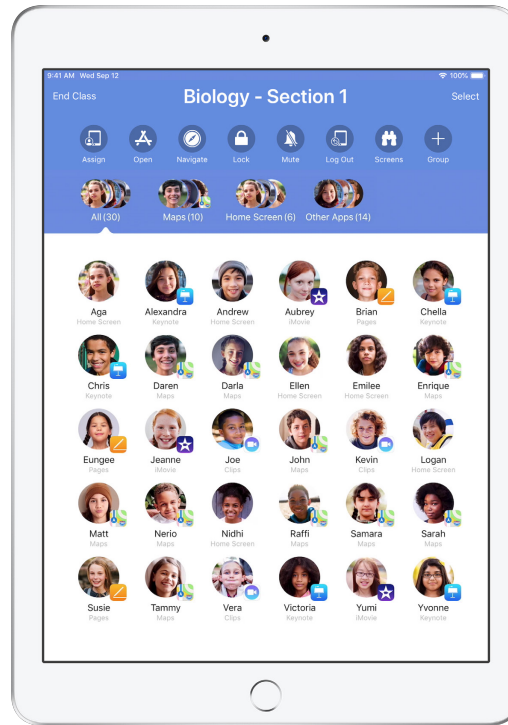 9:41 AM Wed Sep 12 100%
End Class Biology - Section 1 Select
Assign Open Navigate Lock Mute Log Out Screens Group
All (30) Maps (10) Home Screen (6) Other Apps (14)
Aga Alexandra Andrew Aubrey Brian Chella
Home Screen Keynote Home Screen iMovie Pages Keynote
Chris Daren Darla Ellen Emilee Enrique
Keynote Maps Maps Home Screen Home Screen Maps
Eungee Jeanne Joe John Kevin Logan
Pages iMovie Clips Maps Clips Home Screen
Matt Nerio Nidhi Raffi Samara Sarah
Maps Maps Home Screen Maps Maps Maps
Susie Tammy Vera Victoria Yumi Yvonne
Pages Maps Clips Keynote iMovie Keynote